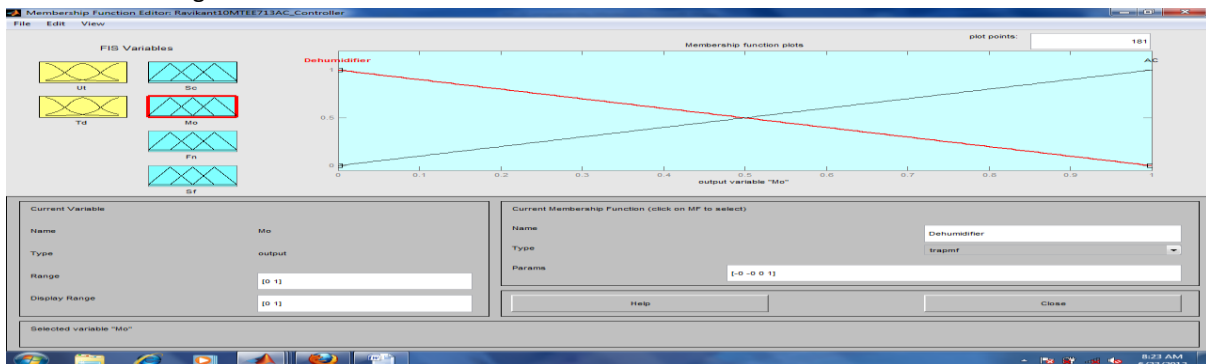 Membership Function Editor: Ravikant10MTEE713AC_Controller
File Edit View
FIS Variables
Membership function plots
plot points:
181
Ut
Sc
Td
Mo
Fn
Sf
Dehumidifier
AC
1
0.5
0
0 0.1 0.2 0.3 0.4 0.5 0.6 0.7 0.8 0.9 1
output variable "Mo"
Current Variable
Name Mo
Type output
Range [0 1]
Display Range [0 1]
Current Membership Function (click on MF to select)
Name Dehumidifier
Type trapmf
Params [-0 -0 0 1]
Help Close
Selected variable "Mo"
8:23 AM